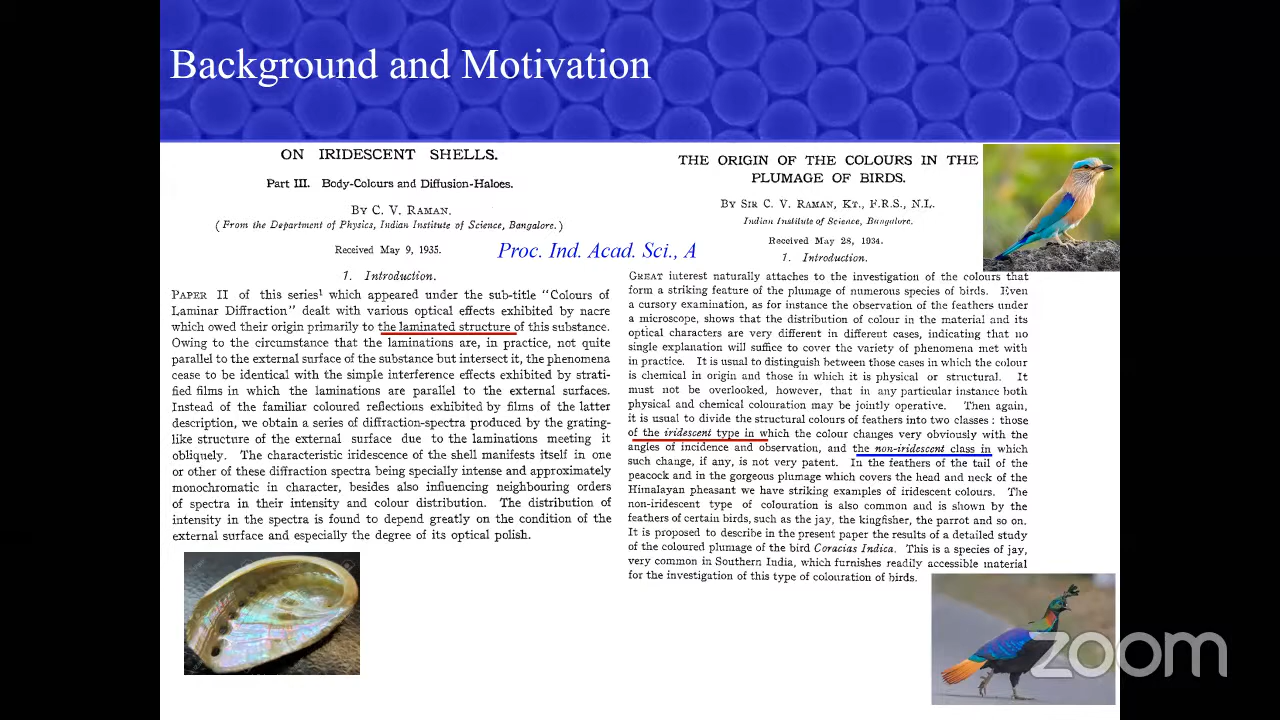 Background and Motivation
ON IRIDESCENT SHELLS.
Part III. Body-Colours and Diffusion-Haloes.
BY C. V. RAMAN.
(From the Department of Physics, Indian Institute of Science, Bangalore.)
Received May 9, 1935.
1. Introduction.
PAPER II of this series¹ which appeared under the sub-title “Colours of
Laminar Diffraction” dealt with various optical effects exhibited by nacre
which owed their origin primarily to the laminated structure of this substance.
Owing to the circumstance that the laminations are, in practice, not quite
parallel to the external surface of the substance but intersect it, the phenomena
cease to be identical with the simple interference effects exhibited by strati-
fied films in which the laminations are parallel to the external surfaces.
Instead of the familiar coloured reflections exhibited by films of the latter
description, we obtain a series of diffraction-spectra produced by the grating-
like structure of the external surface due to the laminations meeting it
obliquely. The characteristic iridescence of the shell manifests itself in one
or other of these diffraction spectra being specially intense and approximately
monochromatic in character, besides also influencing neighbouring orders
of spectra in their intensity and colour distribution. The distribution of
intensity in the spectra is found to depend greatly on the condition of the
external surface and especially the degree of its optical polish.
Proc. Ind. Acad. Sci., A
THE ORIGIN OF THE COLOURS IN THE
PLUMAGE OF BIRDS.
BY SIR C. V. RAMAN, KT., F.R.S., N.L.
Indian Institute of Science, Bangalore.
Received May 28, 1934.
1. Introduction.
GREAT interest naturally attaches to the investigation of the colours that
form a striking feature of the plumage of numerous species of birds. Even
a cursory examination, as for instance the observation of the feathers under
a microscope, shows that the distribution of colour in the material and its
optical characters are very different in different cases, indicating that no
single explanation will suffice to cover the variety of phenomena met with
in practice. It is usual to distinguish between those cases in which the colour
is chemical in origin and those in which it is physical or structural. It
must not be overlooked, however, that in any particular instance both
physical and chemical colouration may be jointly operative. Then again,
it is usual to divide the structural colours of feathers into two classes : those
of the iridescent type in which the colour changes very obviously with the
angles of incidence and observation, and the non-iridescent class in which
such change, if any, is not very patent. In the feathers of the tail of the
peacock and in the gorgeous plumage which covers the head and neck of the
Himalayan pheasant we have striking examples of iridescent colours. The
non-iridescent type of colouration is also common and is shown by the
feathers of certain birds, such as the jay, the kingfisher, the parrot and so on.
It is proposed to describe in the present paper the results of a detailed study
of the coloured plumage of the bird Coracias Indica. This is a species of jay,
very common in Southern India, which furnishes readily accessible material
for the investigation of this type of colouration of birds.
zoom